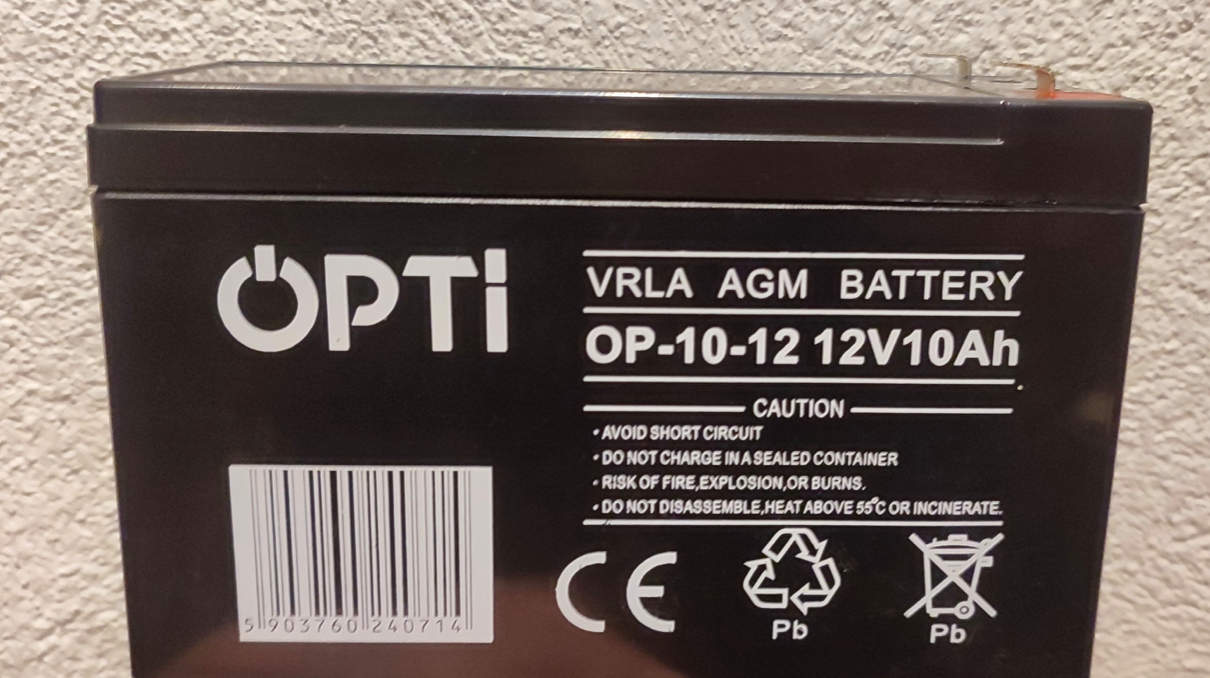 OPTi
VRLA AGM BATTERY
OP-10-12 12V10Ah
CAUTION
• AVOID SHORT CIRCUIT
• DO NOT CHARGE IN A SEALED CONTAINER
• RISK OF FIRE,EXPLOSION,OR BURNS.
• DO NOT DISASSEMBLE,HEAT ABOVE 55°C OR INCINERATE.
5 903760 240714
CE
Pb
Pb